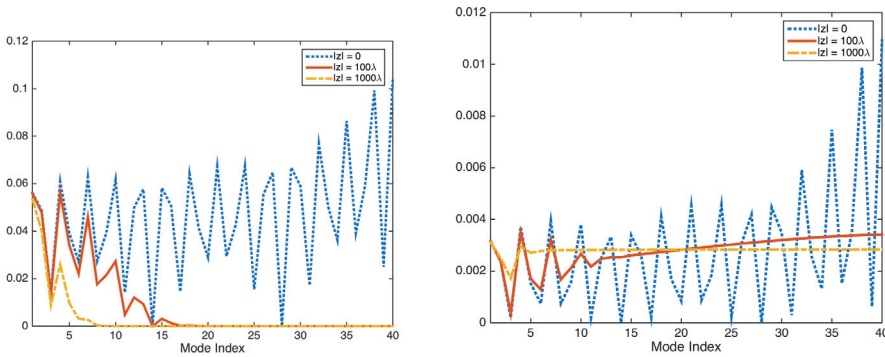 0.12
0.1
0.08
0.06
0.04
0.02
0
5 10 15 20 25 30 35 40
Mode Index
|z| = 0
|z| = 100λ
|z| = 1000λ
0.012
0.01
0.008
0.006
0.004
0.002
0
5 10 15 20 25 30 35 40
Mode Index
|z| = 0
|z| = 100λ
|z| = 1000λ